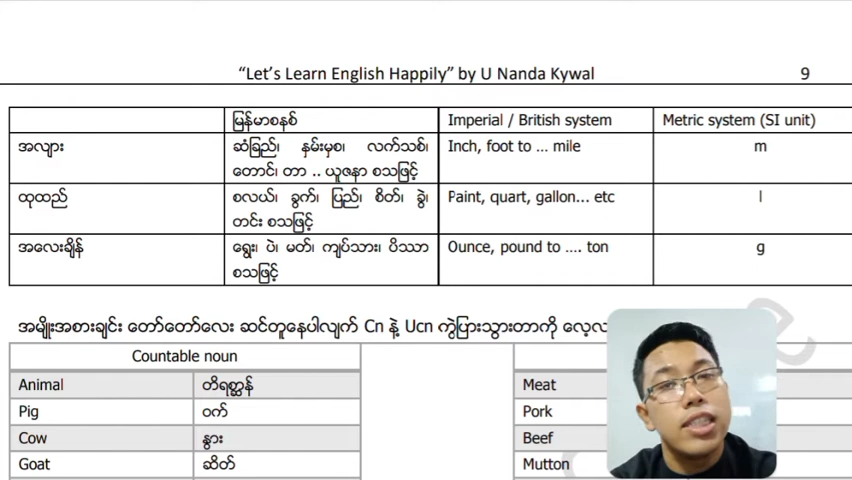 “Let’s Learn English Happily” by U Nanda Kywal 9
မြန်မာစနစ် Imperial / British system Metric system (SI unit)
အလျား ဆံခြည်၊ နှမ်းမှစ၊ လက်သစ်၊ Inch, foot to ... mile m
တောင်၊ တာ .. ယူဇနာ စသဖြင့်
ထုထည် စလယ်၊ ခွက်၊ ပြည်၊ စိတ်၊ ခွဲ၊ Paint, quart, gallon... etc l
တင်း စသဖြင့်
အလေးချိန် ရွေး၊ ပဲ၊ မတ်၊ ကျပ်သား၊ ပိဿာ Ounce, pound to .... ton g
စသဖြင့်
အမျိုးအစားချင်း တော်တော်လေး ဆင်တူနေပါလျက် Cn နဲ့ Ucn ကွဲပြားသွားတာကို
Countable noun
Animal တိရစ္ဆာန် Meat
Pig ဝက် Pork
Cow နွား Beef
Goat ဆိတ် Mutton